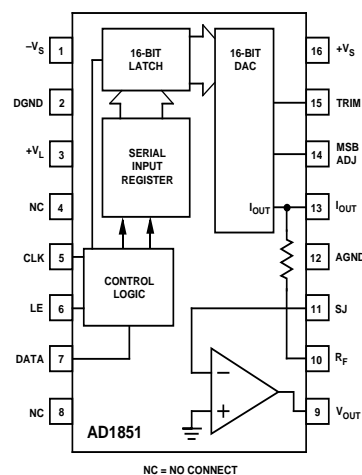 –VS 1
DGND 2
+VL 3
NC 4
CLK 5
LE 6
DATA 7
NC 8
16-BIT
LATCH
SERIAL
INPUT
REGISTER
CONTROL
LOGIC
16-BIT
DAC
IOUT
–
+
AD1851
16 +VS
15 TRIM
14 MSB
ADJ
13 IOUT
12 AGND
11 SJ
10 RF
9 VOUT
NC = NO CONNECT